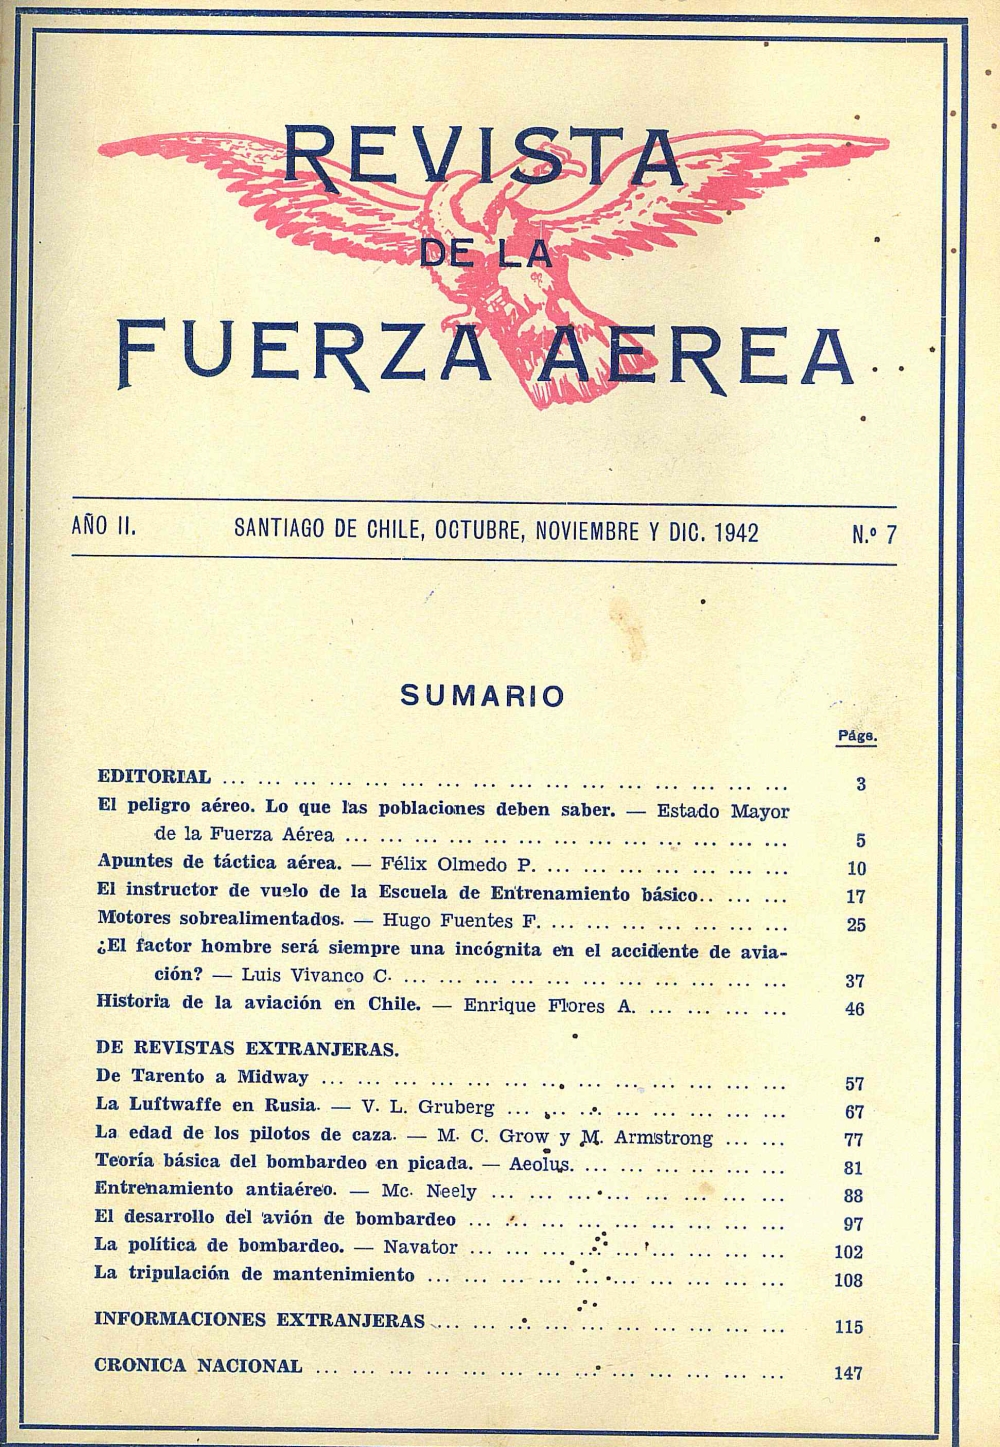 REVISTA
DE LA
FUERZA AEREA
AÑO II. SANTIAGO DE CHILE, OCTUBRE, NOVIEMBRE Y DIC. 1942 N.º 7
SUMARIO
Págs.
EDITORIAL ... ... ... ... ... ... ... ... ... ... ... ... ... ... ... ... 3
El peligro aéreo. Lo que las poblaciones deben saber. — Estado Mayor
de la Fuerza Aérea ... ... ... ... ... ... ... ... ... ... ... ... ... 5
Apuntes de táctica aérea. — Félix Olmedo P. ... ... ... ... ... ... ... 10
El instructor de vuelo de la Escuela de Entrenamiento básico.. ... ... 17
Motores sobrealimentados. — Hugo Fuentes F. ... ... ... ... ... ... ... 25
¿El factor hombre será siempre una incógnita en el accidente de avia-
ción? — Luis Vivanco C. ... ... ... ... ... ... ... ... ... ... ... 37
Historia de la aviación en Chile. — Enrique Flores A. ... ... ... ... 46
DE REVISTAS EXTRANJERAS.
De Tarento a Midway ... ... ... ... ... ... ... ... ... ... ... ... ... 57
La Luftwaffe en Rusia. — V. L. Gruberg ... ... ... ... ... ... ... ... 67
La edad de los pilotos de caza. — M. C. Grow y M. Armstrong ... ... 77
Teoría básica del bombardeo en picada. — Aeolus. ... ... ... ... ... ... 81
Entrenamiento antiaéreo. — Mc. Neely ... ... ... ... ... ... ... ... ... 88
El desarrollo del avión de bombardeo ... ... ... ... ... ... ... ... ... 97
La política de bombardeo. — Navator ... ... ... ... ... ... ... ... ... 102
La tripulación de mantenimiento ... ... ... ... ... ... ... ... ... ... 108
INFORMACIONES EXTRANJERAS ... ... ... ... ... ... ... ... ... ... 115
CRONICA NACIONAL ... ... ... ... ... ... ... ... ... ... ... ... ... 147